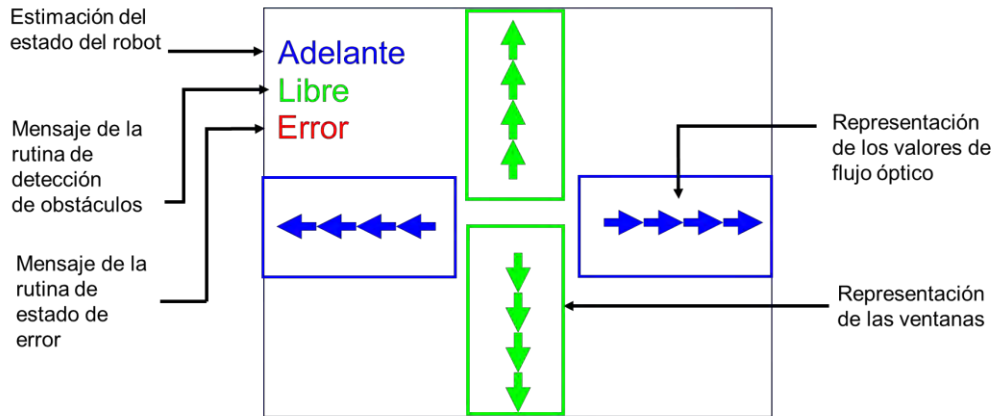 Estimación del
estado del robot
Mensaje de la
rutina de
detección
de obstáculos
Mensaje de la
rutina de
estado de
error
Adelante
Libre
Error
Representación
de los valores de
flujo óptico
Representación
de las ventanas